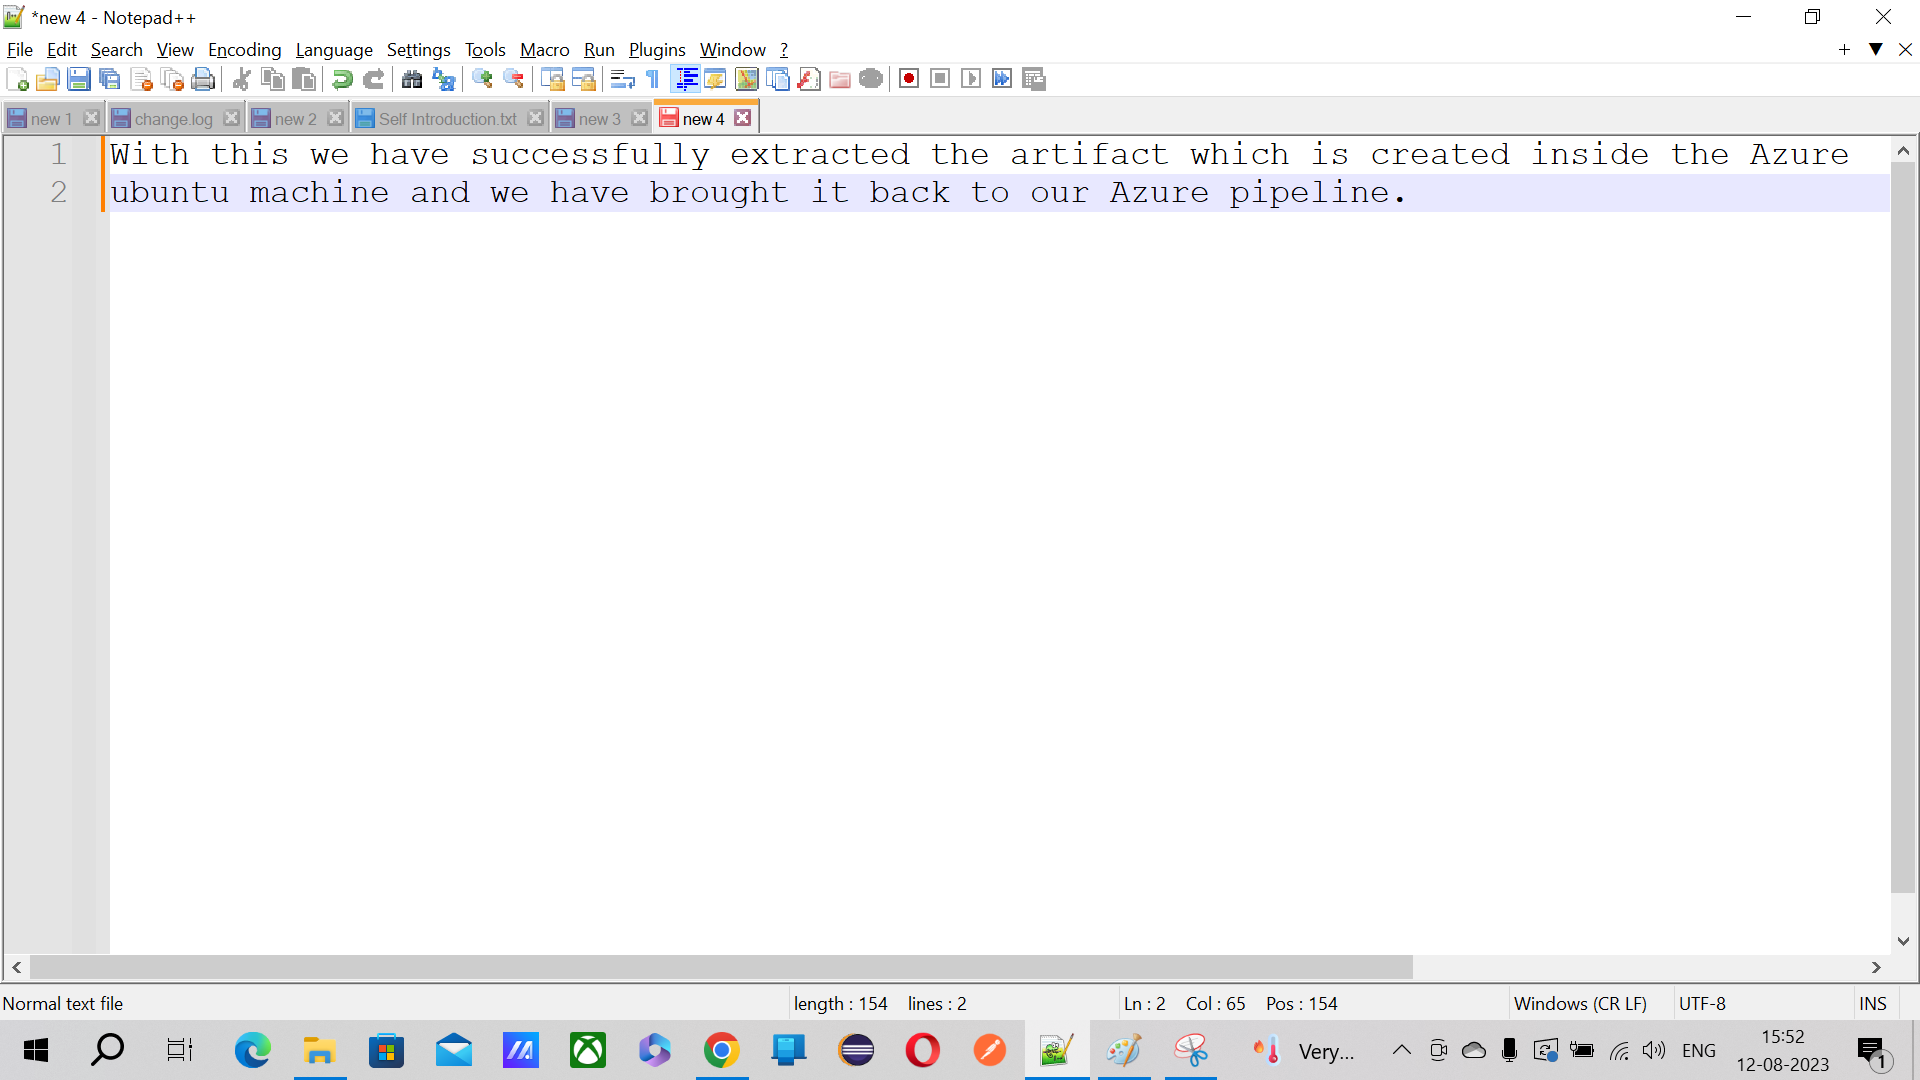 *new 4 - Notepad++
File Edit Search View Encoding Language Settings Tools Macro Run Plugins Window ?
new 1 change.log new 2 Self Introduction.txt new 3 new 4
1 With this we have successfully extracted the artifact which is created inside the Azure
2 ubuntu machine and we have brought it back to our Azure pipeline.
Normal text file length : 154 lines : 2 Ln : 2 Col : 65 Pos : 154 Windows (CR LF) UTF-8 INS
Very... ENG 15:52
12-08-2023 1